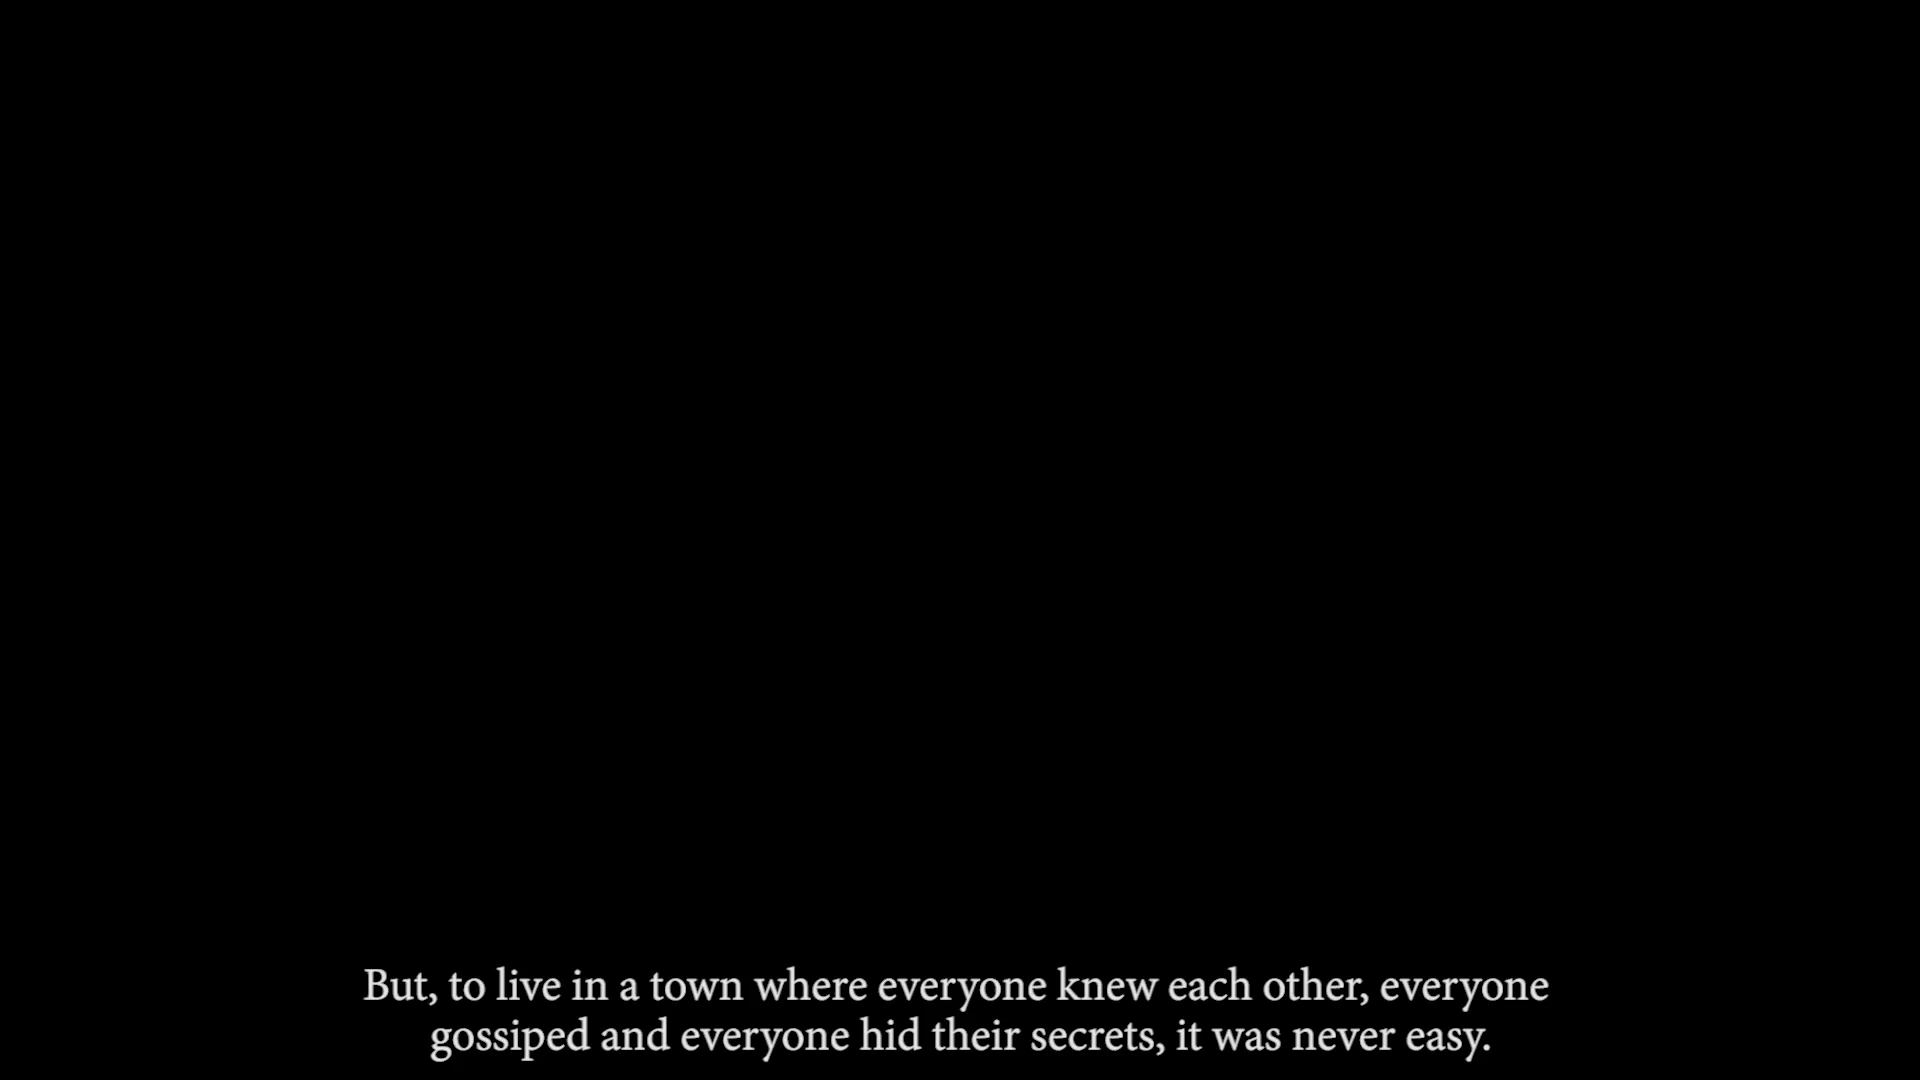 But, to live in a town where everyone knew each other, everyone
gossiped and everyone hid their secrets, it was never easy.